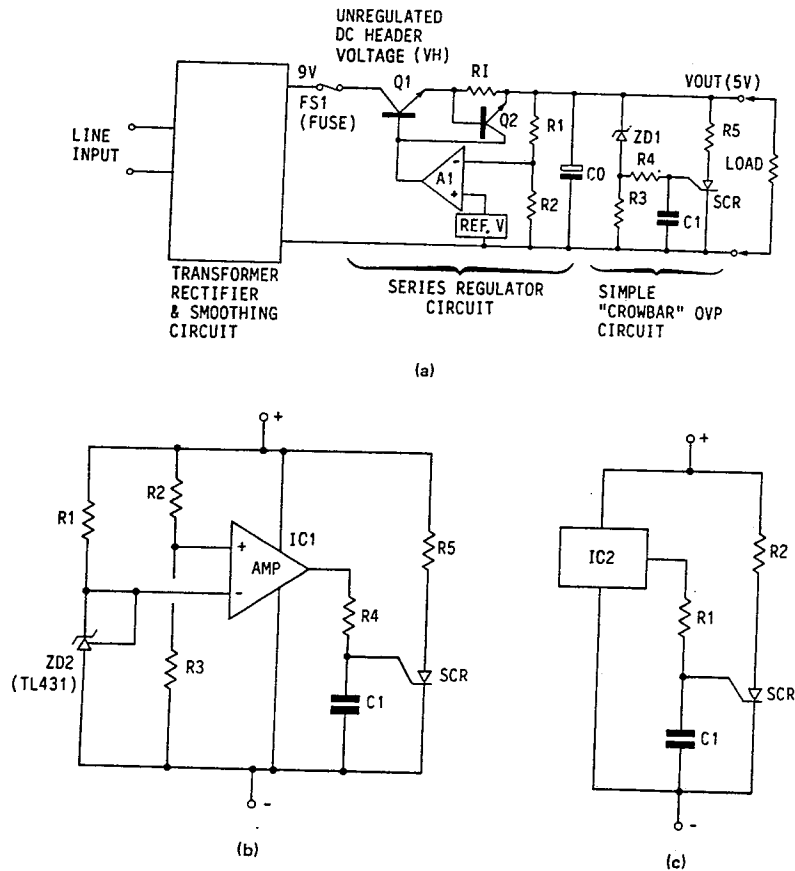 UNREGULATED
DC HEADER
VOLTAGE (VH)
9V
FS1
(FUSE)
Q1
RI
Q2
VOUT(5V)
LINE
INPUT
A1
-
+
REF. V
R1
R2
CO
ZD1
R4
R3
C1
R5
SCR
LOAD
TRANSFORMER
RECTIFIER
& SMOOTHING
CIRCUIT
SERIES REGULATOR
CIRCUIT
SIMPLE
"CROWBAR" OVP
CIRCUIT
(a)
+
R1
R2
+
-
AMP
IC1
R5
R4
ZD2
(TL431)
R3
C1
SCR
-
(b)
+
IC2
R2
R1
SCR
C1
-
(c)